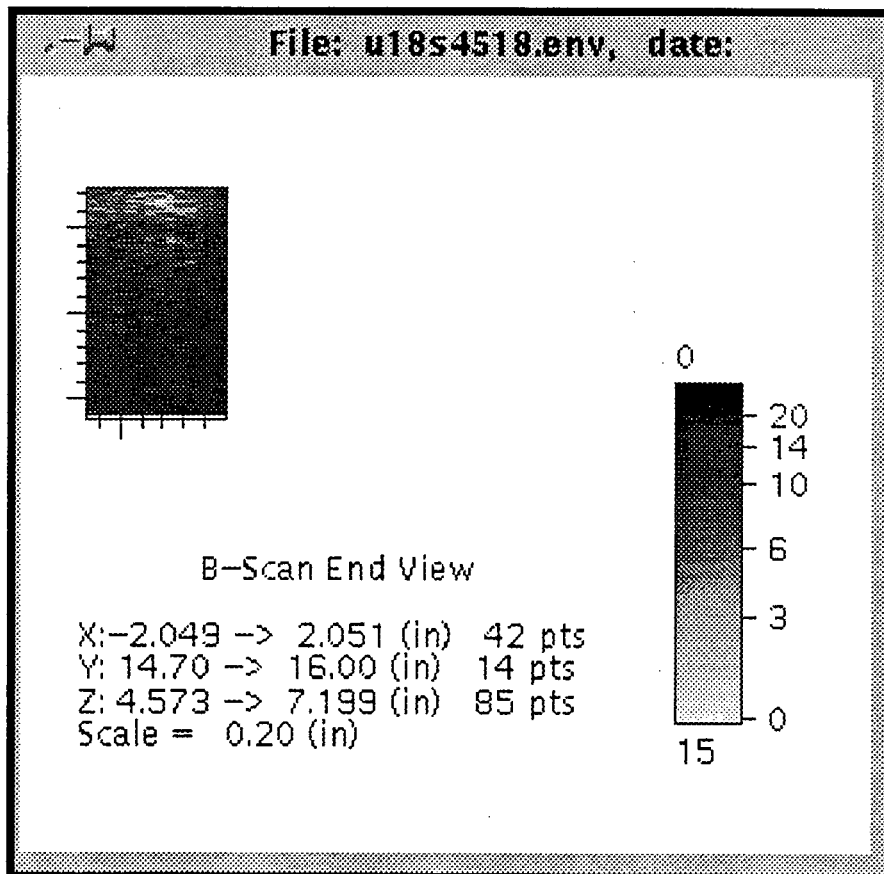 File: u18s4518.env, date:
0
20
14
10
6
3
0
15
B-Scan End View
X:-2.049 -> 2.051 (in) 42 pts
Y: 14.70 -> 16.00 (in) 14 pts
Z: 4.573 -> 7.199 (in) 85 pts
Scale = 0.20 (in)